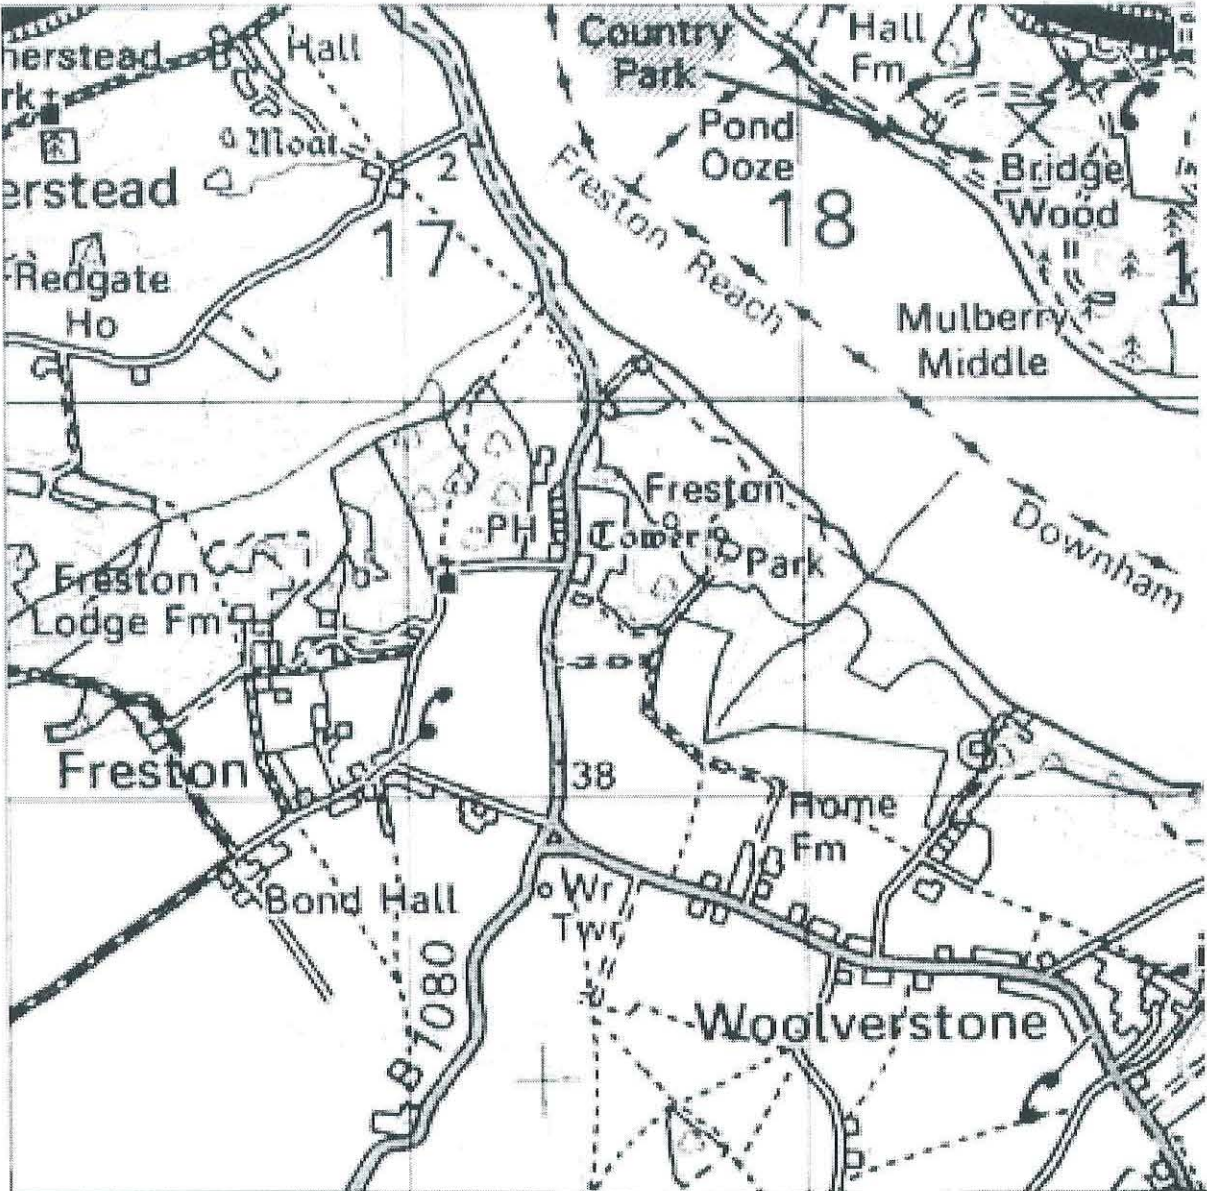 herstead
rk
Hall
Moat
erstead
2
17
Redgate
Ho
Country
Park
Pond
Ooze
18
Hall
Fm
Bridge
Wood
1
Freston Reach
Mulberry
Middle
Downham
PH
Freston
Tower
Park
Freston
Lodge Fm
Freston
38
Home
Fm
Bond Hall
Wr
Twr
B 1080
Woolverstone